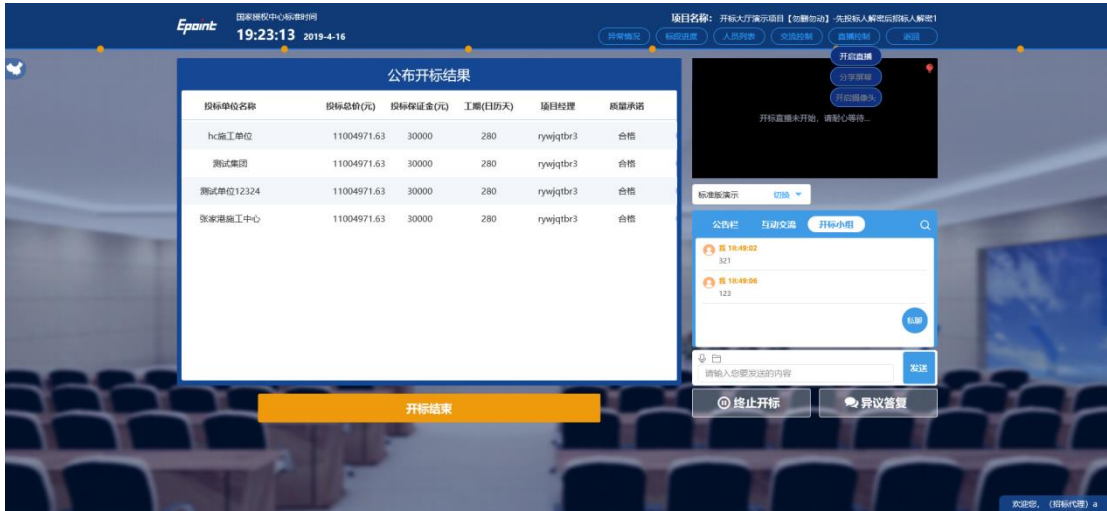 Epoint
国家授权中心标准时间
19:23:13 2019-4-16
项目名称: 开标大厅演示项目【勿删勿动】-先投标人解密后招标人解密1
异常情况 标段进度 人员列表 交流控制 直播控制 返回
开启直播
分享屏幕
开启摄像头
公布开标结果
投标单位名称 投标总价(元) 投标保证金(元) 工期(日历天) 项目经理 质量承诺
hc施工单位 11004971.63 30000 280 rywjqtbr3 合格
测试集团 11004971.63 30000 280 rywjqtbr3 合格
测试单位12324 11004971.63 30000 280 rywjqtbr3 合格
张家港施工中心 11004971.63 30000 280 rywjqtbr3 合格
开标结束
开标直播未开始, 请耐心等待...
标准版演示 切换
公告栏 互动交流 开标小组
我 18:49:02
321
我 18:49:06
123
私聊
请输入您要发送的内容
发送
终止开标 异议答复
欢迎您, (招标代理) a